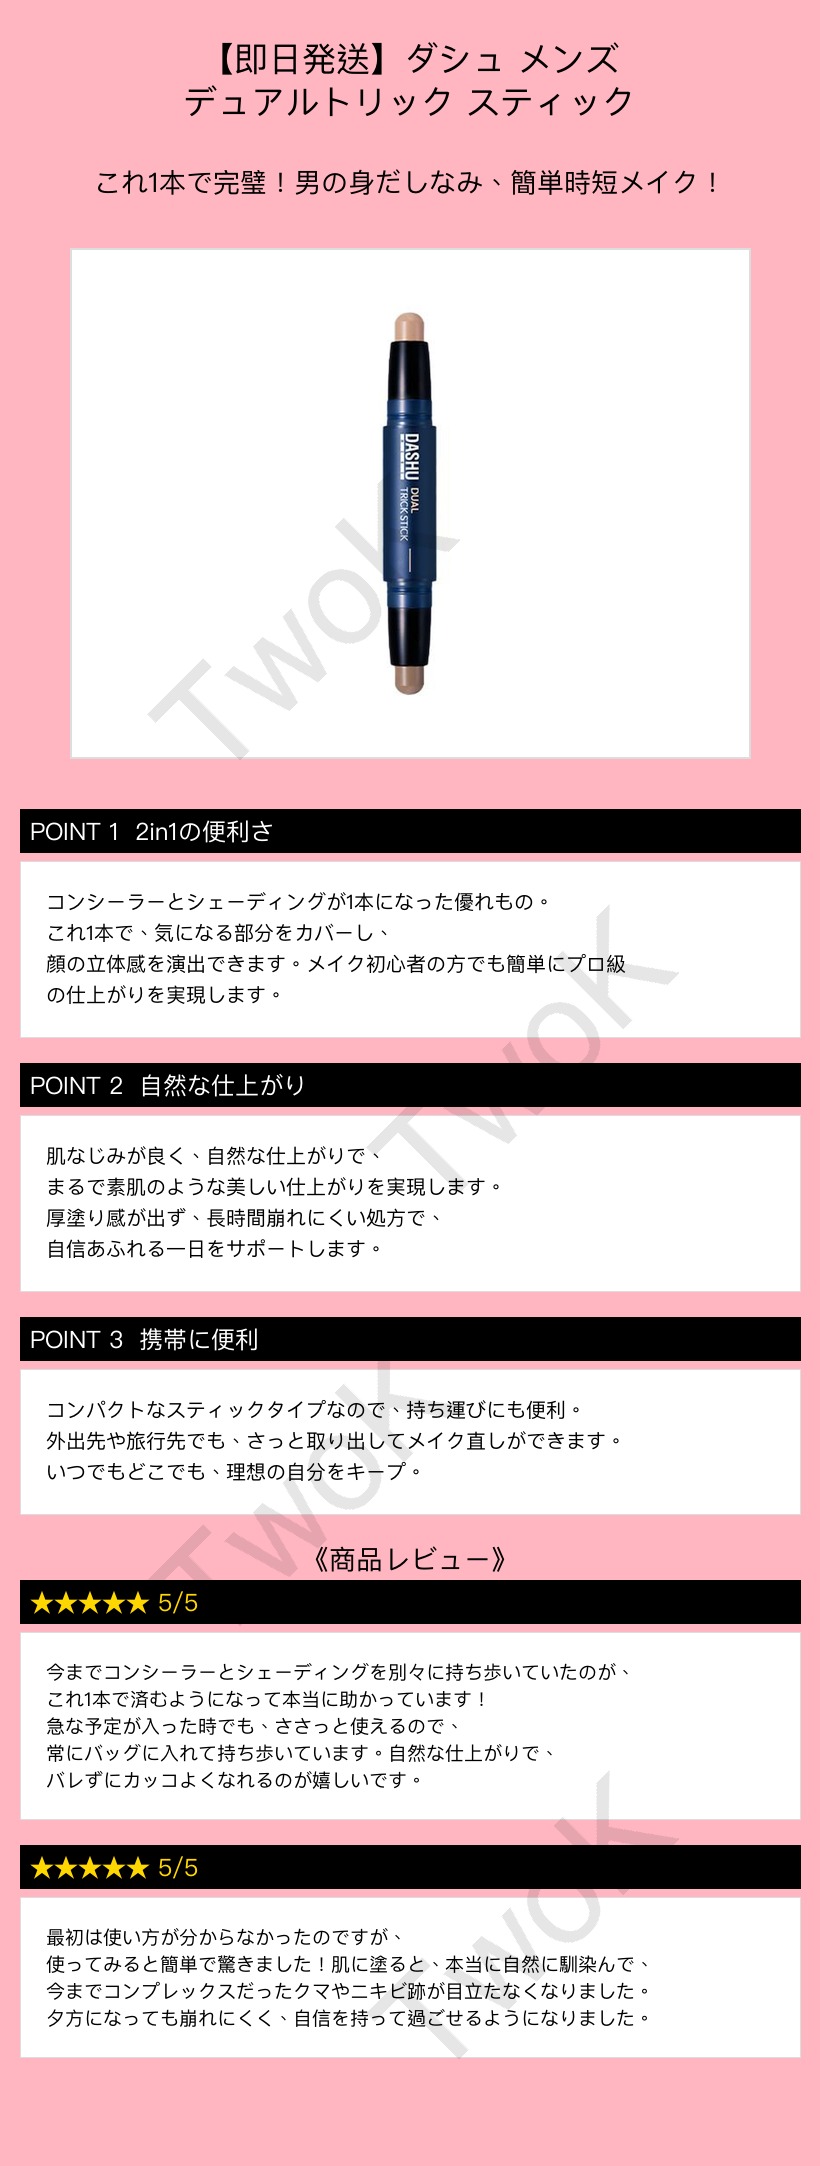 【即日発送】ダシュ メンズ
デュアルトリック スティック
これ1本で完璧！男の身だしなみ、簡単時短メイク！
DASHU DUAL
TRICK STICK
TwoK
POINT 1 2in1の便利さ
コンシーラーとシェーディングが1本になった優れもの。
これ1本で、気になる部分をカバーし、
顔の立体感を演出できます。メイク初心者の方でも簡単にプロ級
の仕上がりを実現します。
TwoK
POINT 2 自然な仕上がり
肌なじみが良く、自然な仕上がりで、
まるで素肌のような美しい仕上がりを実現します。
厚塗り感が出ず、長時間崩れにくい処方で、
自信あふれる一日をサポートします。
POINT 3 携帯に便利
コンパクトなスティックタイプなので、持ち運びにも便利。
外出先や旅行先でも、さっと取り出してメイク直しができます。
いつでもどこでも、理想の自分をキープ。
TwoK
《商品レビュー》
★★★★★ 5/5
今までコンシーラーとシェーディングを別々に持ち歩いていたのが、
これ1本で済むようになって本当に助かっています！
急な予定が入った時でも、ささっと使えるので、
常にバッグに入れて持ち歩いています。自然な仕上がりで、
バレずにカッコよくなれるのが嬉しいです。
★★★★★ 5/5
最初は使い方が分からなかったのですが、
使ってみると簡単で驚きました！肌に塗ると、本当に自然に馴染んで、
今までコンプレックスだったクマやニキビ跡が目立たなくなりました。
夕方になっても崩れにくく、自信を持って過ごせるようになりました。
TwoK